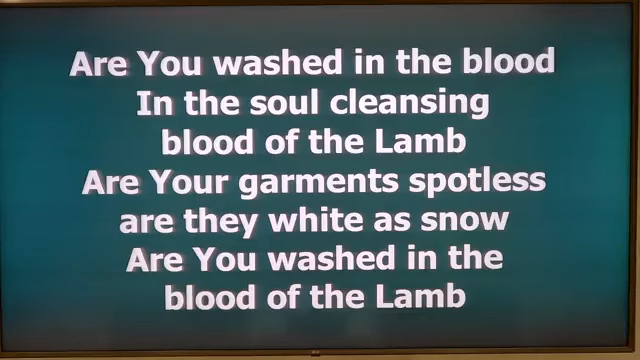 Are You washed in the blood
In the soul cleansing
blood of the Lamb
Are Your garments spotless
are they white as snow
Are You washed in the
blood of the Lamb